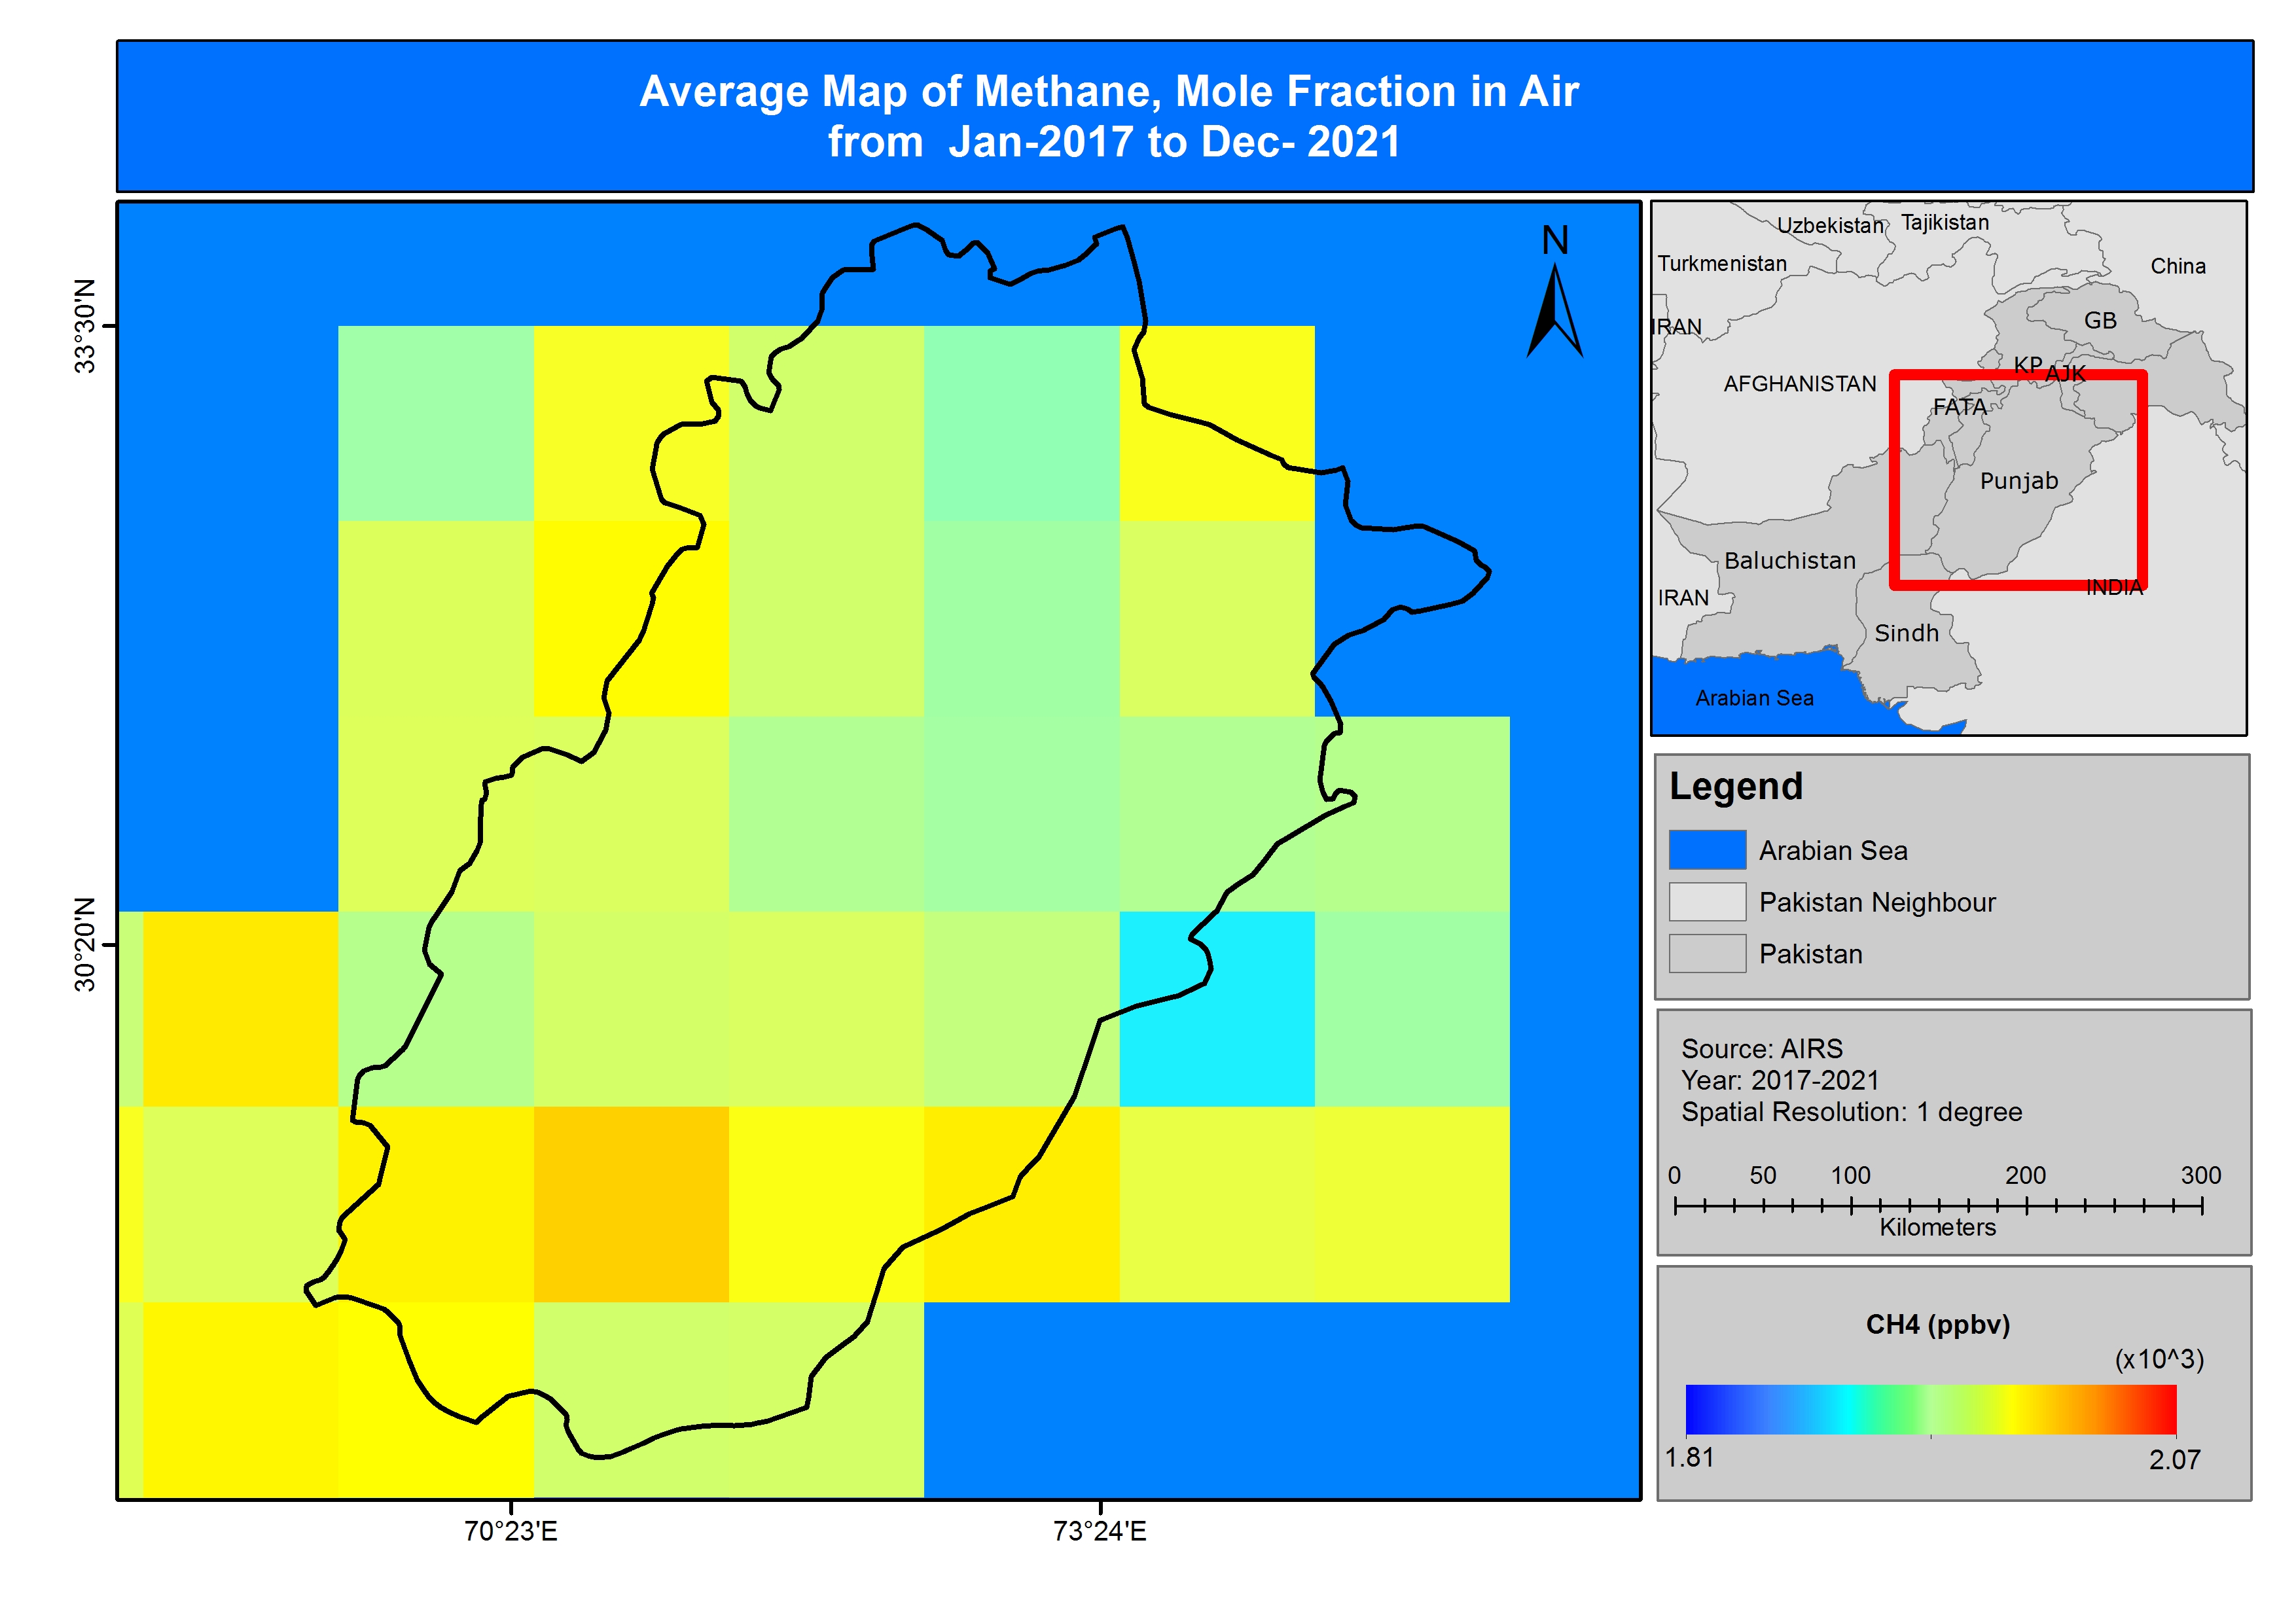 Average Map of Methane, Mole Fraction in Air
from  Jan-2017 to Dec- 2021
33°30'N
30°20'N
70°23'E
73°24'E
N
Uzbekistan
Tajikistan
Turkmenistan
China
IRAN
GB
KP
AJK
AFGHANISTAN
FATA
Punjab
Baluchistan
INDIA
IRAN
Sindh
Arabian Sea
Legend
Arabian Sea
Pakistan Neighbour
Pakistan
Source: AIRS
Year: 2017-2021
Spatial Resolution: 1 degree
0 50 100 200 300
Kilometers
CH4 (ppbv)
(x10^3)
1.81 2.07